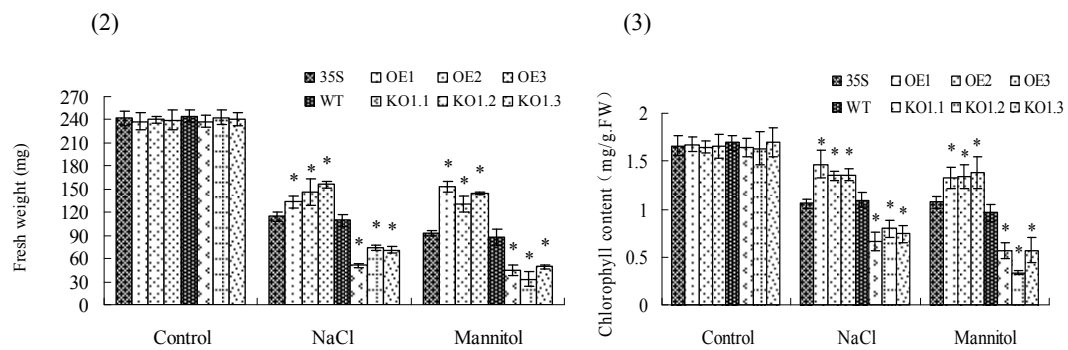 (2)
35S OE1 OE2 OE3
WT KO1.1 KO1.2 KO1.3
Fresh weight (mg)
270
240
210
180
150
120
90
60
30
0
* * * * * * * * * * * *
Control NaCl Mannitol
(3)
35S OE1 OE2 OE3
WT KO1.1 KO1.2 KO1.3
Chlorophyll content (mg/g.FW)
2
1.5
1
0.5
0
* * * * * * * * * * * *
Control NaCl Mannitol